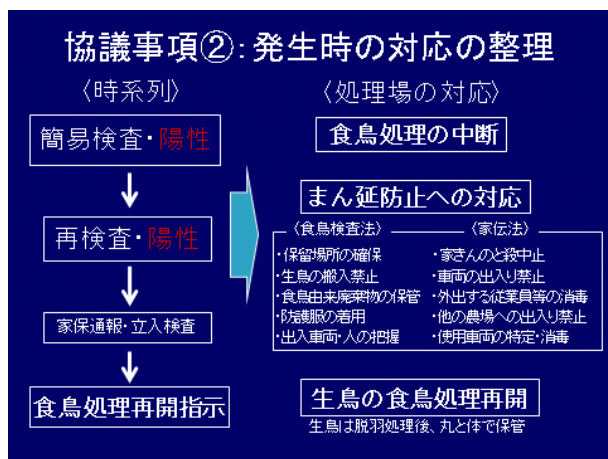 協議事項②:発生時の対応の整理
〈時系列〉
簡易検査・陽性
再検査・陽性
家保通報・立入検査
食鳥処理再開指示
〈処理場の対応〉
食鳥処理の中断
まん延防止への対応
〈食鳥検査法〉
・保留場所の確保
・生鳥の搬入禁止
・食鳥由来廃棄物の保管
・防護服の着用
・出入車両・人の把握
〈家伝法〉
・家きんのと殺中止
・車両の出入り禁止
・外出する従業員等の消毒
・他の農場への出入り禁止
・使用車両の特定・消毒
生鳥の食鳥処理再開
生鳥は脱羽処理後、丸と体で保管